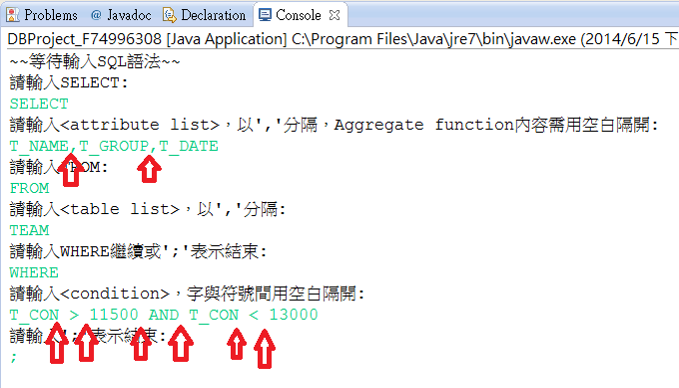 Problems @ Javadoc Declaration Console
DBProject_F74996308 [Java Application] C:\Program Files\Java\jre7\bin\javaw.exe (2014/6/15 下
~~等待輸入SQL語法~~
請輸入SELECT:
SELECT
請輸入<attribute list>，以','分隔，Aggregate function內容需用空白隔開:
T_NAME,T_GROUP,T_DATE
請輸入FROM:
FROM
請輸入<table list>，以','分隔:
TEAM
請輸入WHERE繼續或';'表示結束:
WHERE
請輸入<condition>，字與符號間用空白隔開:
T_CON > 11500 AND T_CON < 13000
請輸入';'表示結束:
;